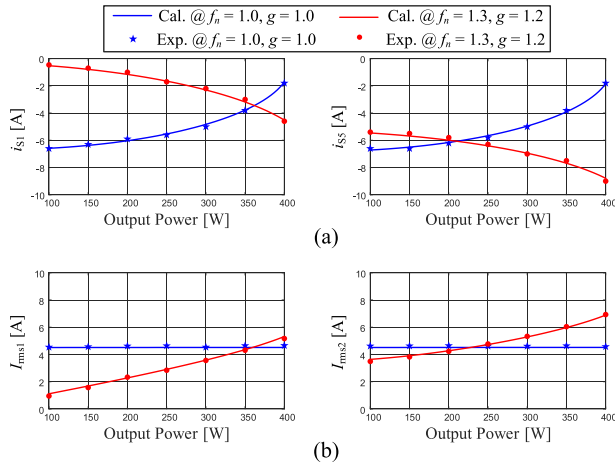 Cal. @ fn = 1.0, g = 1.0
Cal. @ fn = 1.3, g = 1.2
Exp. @ fn = 1.0, g = 1.0
Exp. @ fn = 1.3, g = 1.2
(a)
0
-2
-4
-6
-8
-10
iS1 [A]
100 150 200 250 300 350 400
Output Power [W]
0
-2
-4
-6
-8
-10
iS5 [A]
100 150 200 250 300 350 400
Output Power [W]
(a)
10
8
6
4
2
0
Irms1 [A]
100 150 200 250 300 350 400
Output Power [W]
10
8
6
4
2
0
Irms2 [A]
100 150 200 250 300 350 400
Output Power [W]
(b)